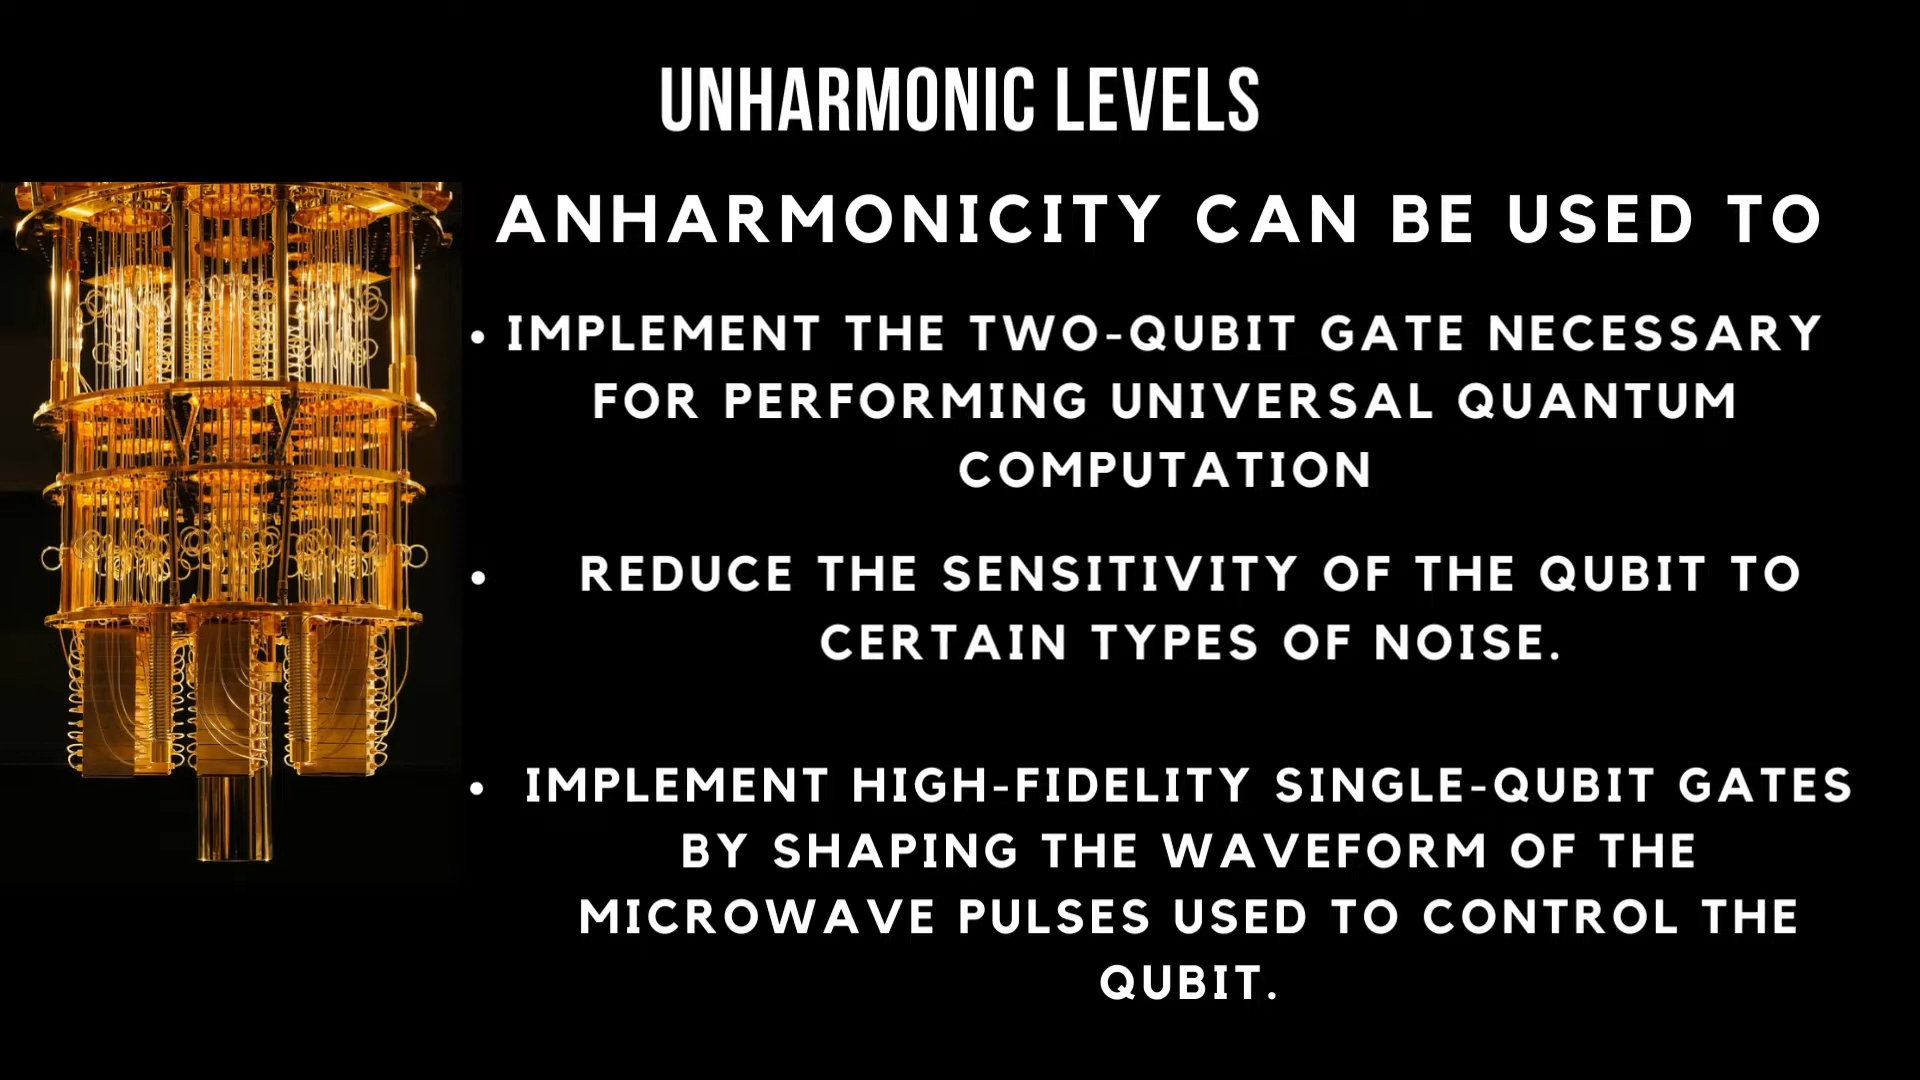 UNHARMONIC LEVELS
ANHARMONICITY CAN BE USED TO
• IMPLEMENT THE TWO-QUBIT GATE NECESSARY
FOR PERFORMING UNIVERSAL QUANTUM
COMPUTATION
• REDUCE THE SENSITIVITY OF THE QUBIT TO
CERTAIN TYPES OF NOISE.
• IMPLEMENT HIGH-FIDELITY SINGLE-QUBIT GATES
BY SHAPING THE WAVEFORM OF THE
MICROWAVE PULSES USED TO CONTROL THE
QUBIT.